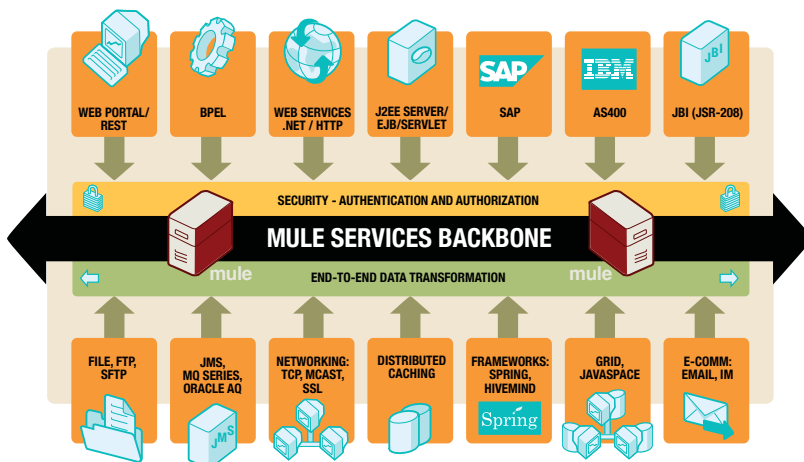 SAP
IBM
JBI
WEB PORTAL/
REST
BPEL
WEB SERVICES
.NET / HTTP
J2EE SERVER/
EJB/SERVLET
SAP
AS400
JBI (JSR-208)
SECURITY - AUTHENTICATION AND AUTHORIZATION
MULE SERVICES BACKBONE
mule
END-TO-END DATA TRANSFORMATION
mule
FILE, FTP,
SFTP
JMS,
MQ SERIES,
ORACLE AQ
NETWORKING:
TCP, MCAST,
SSL
DISTRIBUTED
CACHING
FRAMEWORKS:
SPRING,
HIVEMIND
GRID,
JAVASPACE
E-COMM:
EMAIL, IM
JMS
Spring